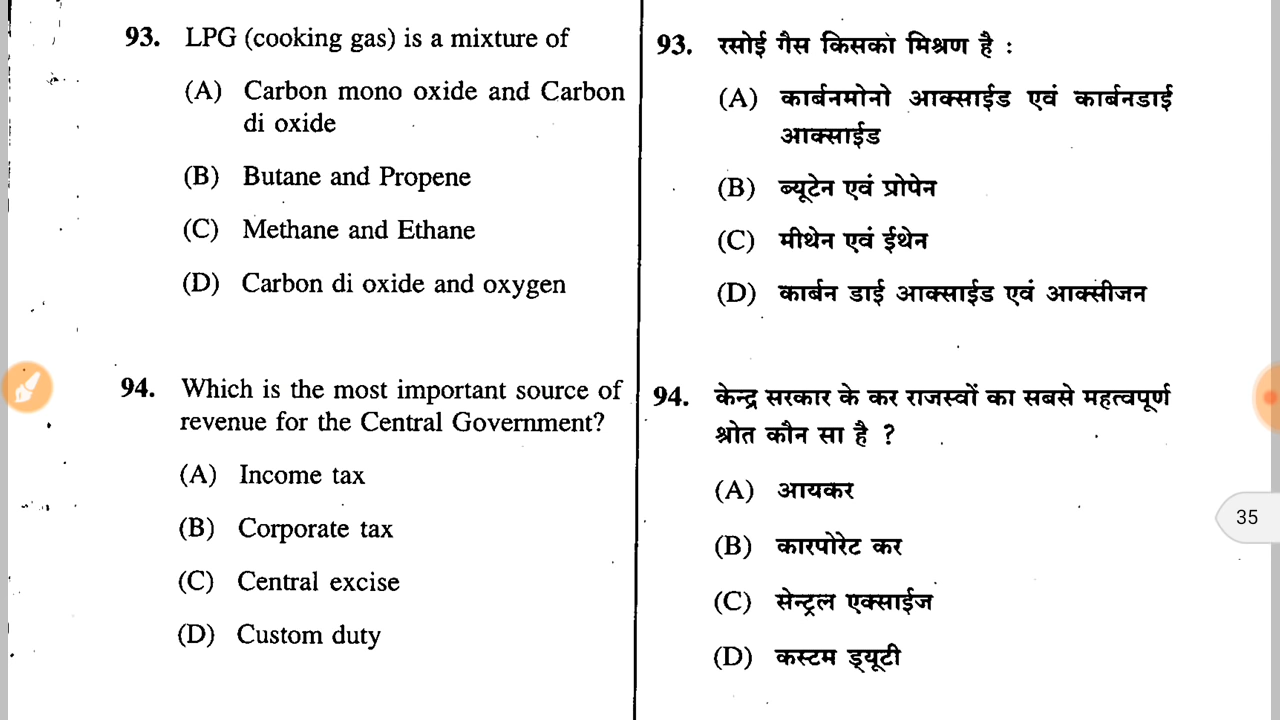 93. LPG (cooking gas) is a mixture of
(A) Carbon mono oxide and Carbon
di oxide
(B) Butane and Propene
(C) Methane and Ethane
(D) Carbon di oxide and oxygen
94. Which is the most important source of
revenue for the Central Government?
(A) Income tax
(B) Corporate tax
(C) Central excise
(D) Custom duty
93. रसोई गैस किसको मिश्रण है :
(A) कार्बनमोनो आक्साईड एवं कार्बनडाई
आक्साईड
(B) ब्यूटेन एवं प्रोपेन
(C) मीथेन एवं ईथेन
(D) कार्बन डाई आक्साईड एवं आक्सीजन
94. केन्द्र सरकार के कर राजस्वों का सबसे महत्वपूर्ण
श्रोत कौन सा है ?
(A) आयकर
(B) कारपोरेट कर
(C) सेन्ट्रल एक्साईज
(D) कस्टम ड्यूटी
35